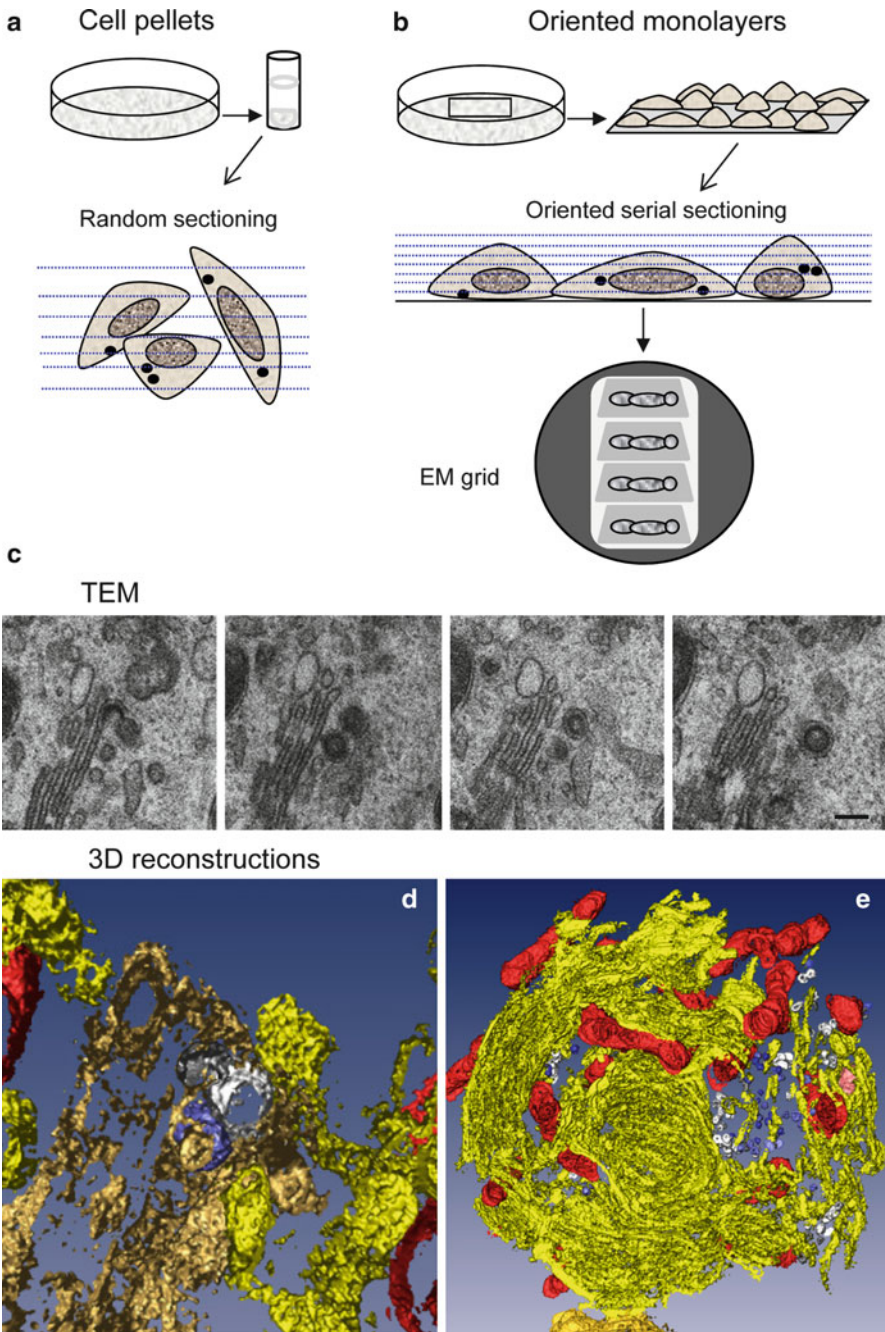 a
Cell pellets
b
Oriented monolayers
Random sectioning
Oriented serial sectioning
EM grid
c
TEM
3D reconstructions
d
e